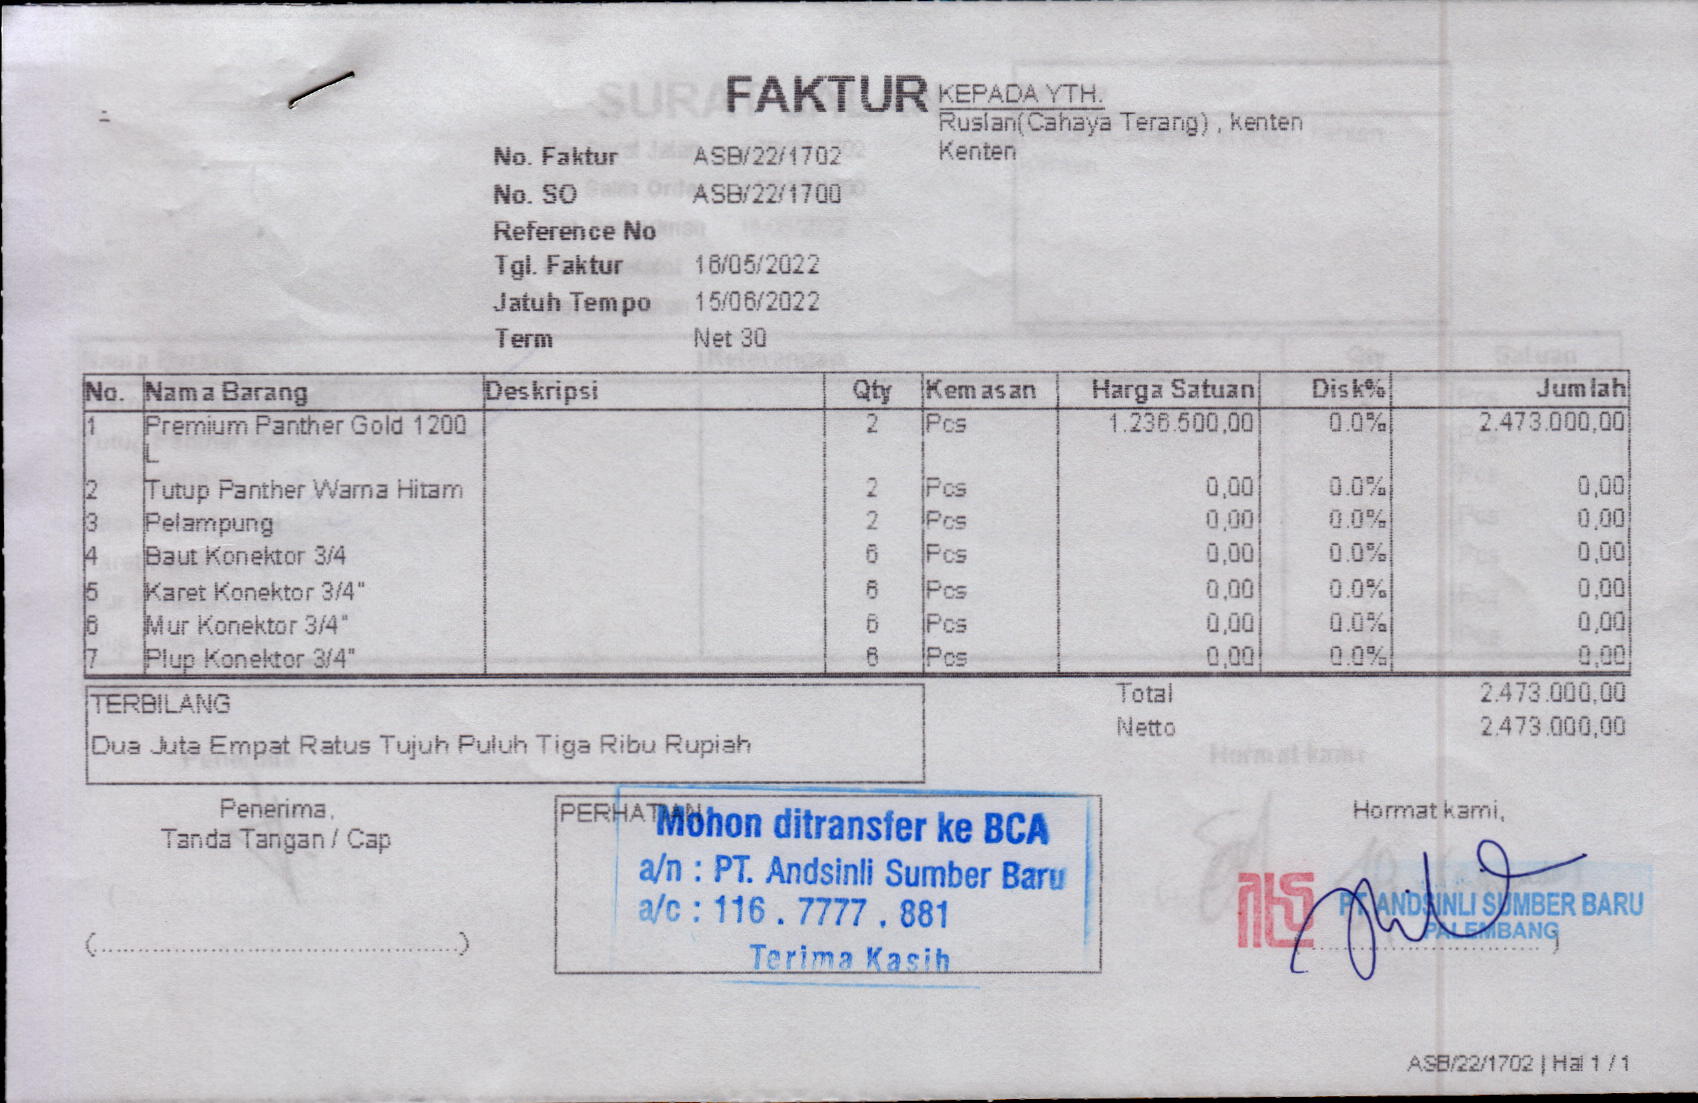 FAKTUR
KEPADA YTH.
Ruslan(Cahaya Terang) , kenten
Kenten
No. Faktur ASB/22/1702
No. SO ASB/22/1700
Reference No
Tgl. Faktur 16/05/2022
Jatuh Tempo 15/06/2022
Term Net 30
No. Nama Barang Deskripsi Qty Kemasan Harga Satuan Disk% Jumlah
1 Premium Panther Gold 1200 2 Pcs 1.236.500,00 0.0% 2.473.000,00
L
2 Tutup Panther Warna Hitam 2 Pcs 0,00 0.0% 0,00
3 Pelampung 2 Pcs 0,00 0.0% 0,00
4 Baut Konektor 3/4 6 Pcs 0,00 0.0% 0,00
5 Karet Konektor 3/4" 6 Pcs 0,00 0.0% 0,00
6 Mur Konektor 3/4" 6 Pcs 0,00 0.0% 0,00
7 Plup Konektor 3/4" 6 Pcs 0,00 0.0% 0,00
Total 2.473.000,00
Netto 2.473.000,00
TERBILANG
Dua Juta Empat Ratus Tujuh Puluh Tiga Ribu Rupiah
Penerima,
Tanda Tangan / Cap
(........................................)
PERHATIAN
Mohon ditransfer ke BCA
a/n : PT. Andsinli Sumber Baru
a/c : 116 . 7777 . 881
Terima Kasih
Hormat kami,
PT. ANDSINLI SUMBER BARU
PALEMBANG
ASB/22/1702 | Hal 1 / 1